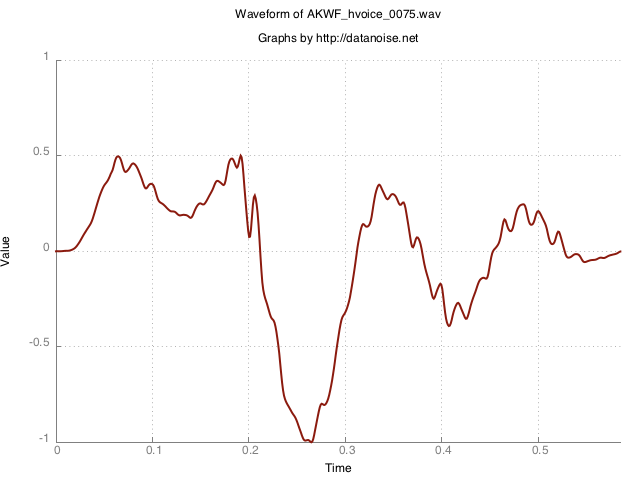 Waveform of AKWF_hvoice_0075.wav
Graphs by http://datanoise.net
1
0.5
0
-0.5
-1
Value
0 0.1 0.2 0.3 0.4 0.5
Time